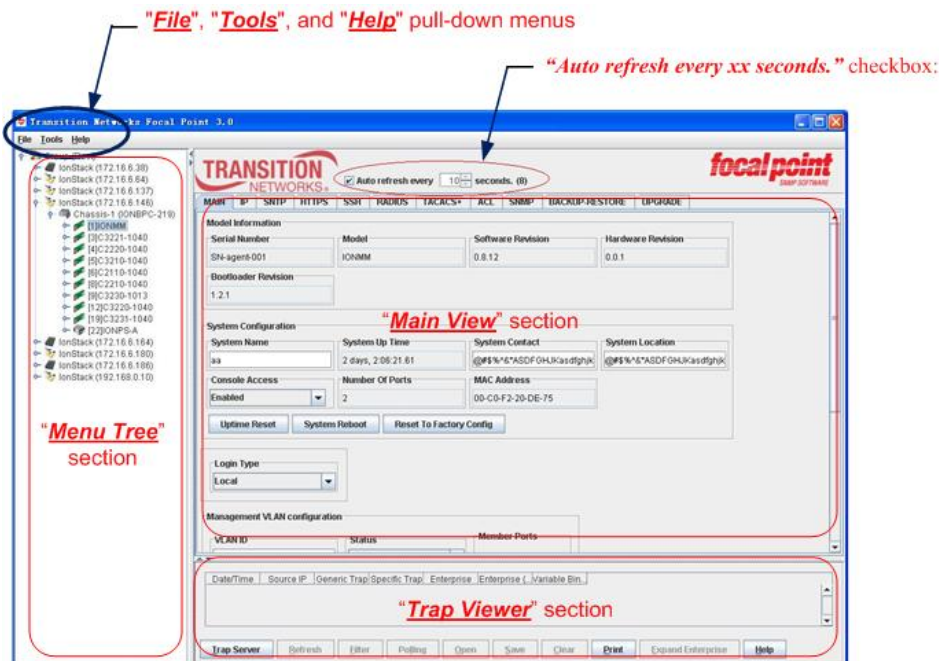 "File", "Tools", and "Help" pull-down menus
“Auto refresh every xx seconds.” checkbox:
Transition Networks Focal Point 3.0
File Tools Help
IonStack (172.16.6.38)
IonStack (172.16.6.64)
IonStack (172.16.6.137)
IonStack (172.16.6.146)
Chassis-1 (IONBPC-219)
[1]IONMM
[3]C3221-1040
[4]C2220-1040
[5]C3210-1040
[6]C2110-1040
[8]C2210-1040
[9]C3230-1013
[12]C3220-1040
[19]C3231-1040
[22]IONPS-A
IonStack (172.16.6.164)
IonStack (172.16.6.180)
IonStack (172.16.6.186)
IonStack (192.168.0.10)
“Menu Tree”
section
TRANSITION
NETWORKS®
Auto refresh every 10 seconds. (8)
focalpoint
SNMP SOFTWARE
MAIN IP SNTP HTTPS SSH RADIUS TACACS+ ACL SNMP BACKUP-RESTORE UPGRADE
Model Information
Serial Number Model Software Revision Hardware Revision
SN-agent-001 IONMM 0.8.12 0.0.1
Bootloader Revision
1.2.1
“Main View” section
System Configuration
System Name System Up Time System Contact System Location
aa 2 days, 2:06:21.61 @#$%^&*ASDFGHJKasdfghjk @#$%^&*ASDFGHJKasdfghjk
Console Access Number Of Ports MAC Address
Enabled 2 00-C0-F2-20-DE-75
Uptime Reset System Reboot Reset To Factory Config
Login Type
Local
Management VLAN configuration
VLAN ID Status Member Ports
Date/Time Source IP Generic Trap Specific Trap Enterprise Enterprise (... Variable Bin...
“Trap Viewer” section
Trap Server Refresh Filter Polling Open Save Clear Print Expand Enterprise Help